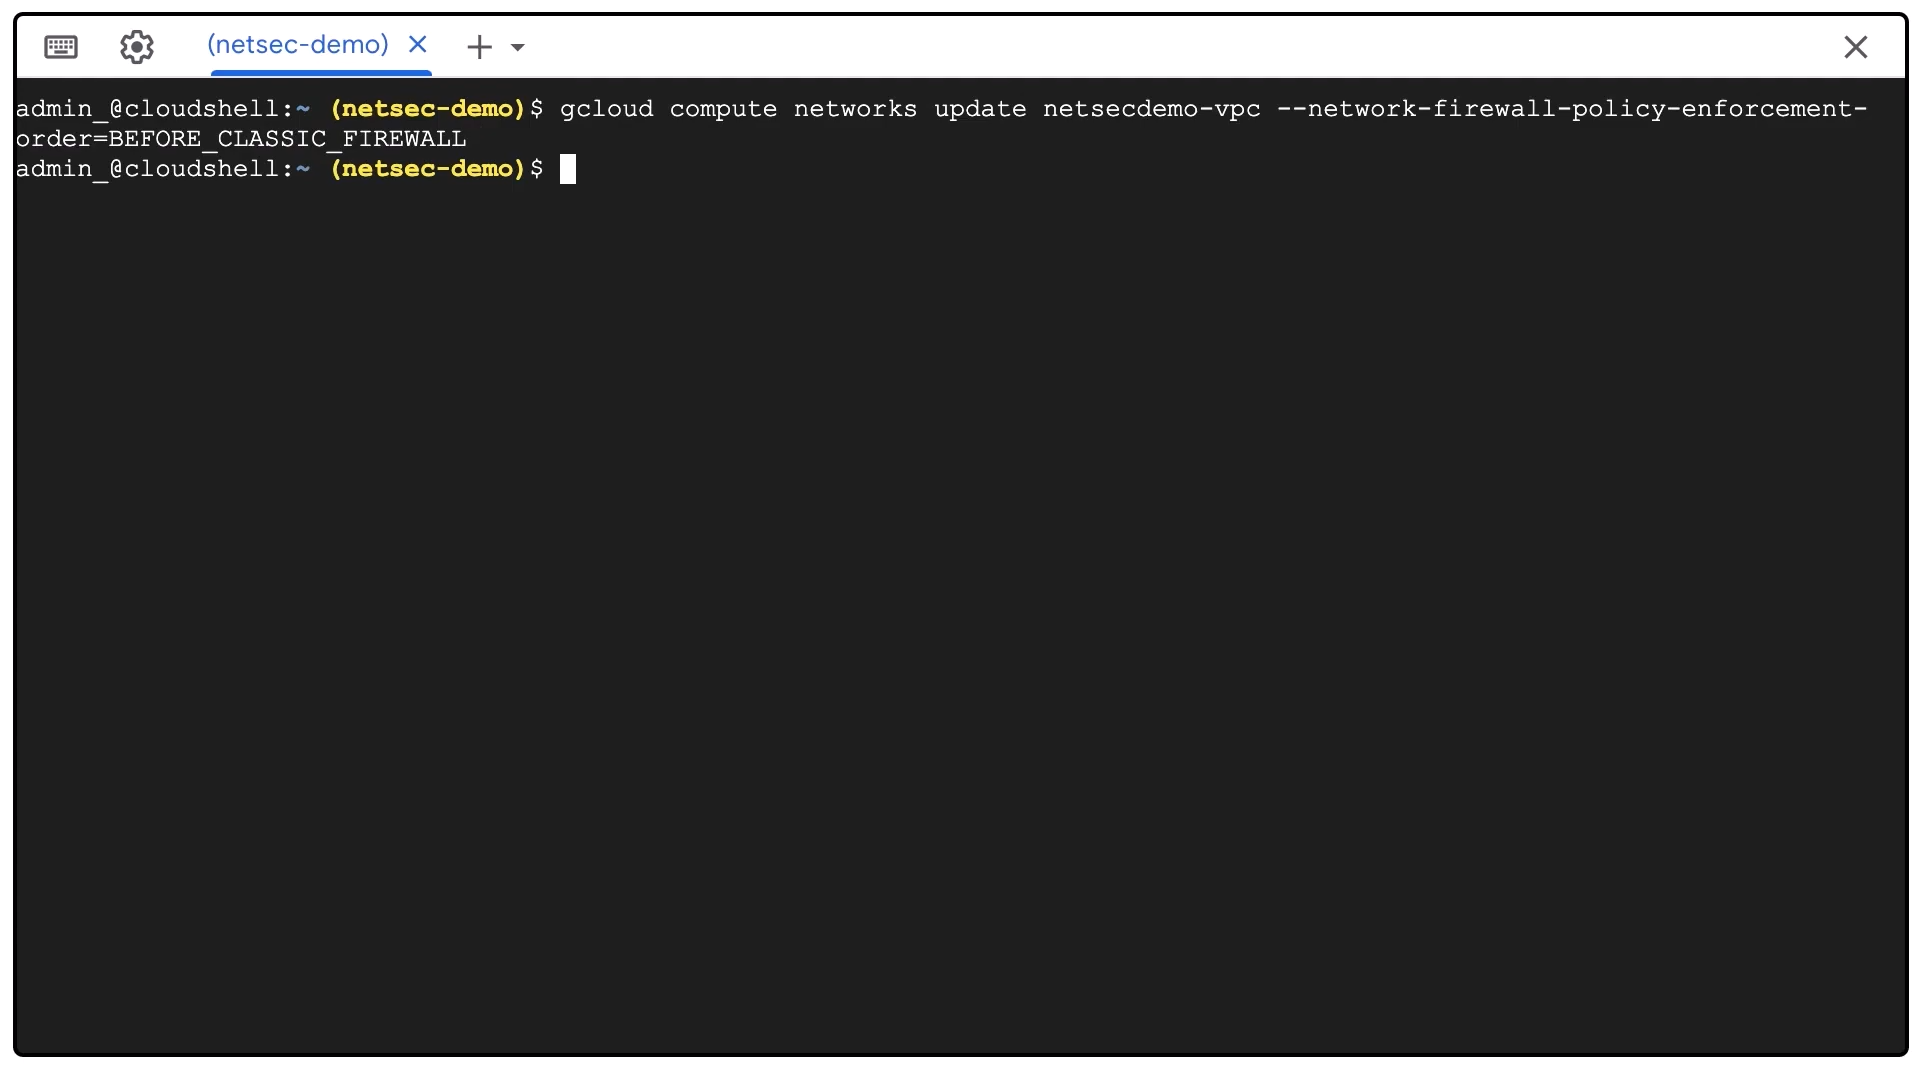 (netsec-demo)
admin_@cloudshell:~ (netsec-demo)$ gcloud compute networks update netsecdemo-vpc --network-firewall-policy-enforcement-
order=BEFORE_CLASSIC_FIREWALL
admin_@cloudshell:~ (netsec-demo)$